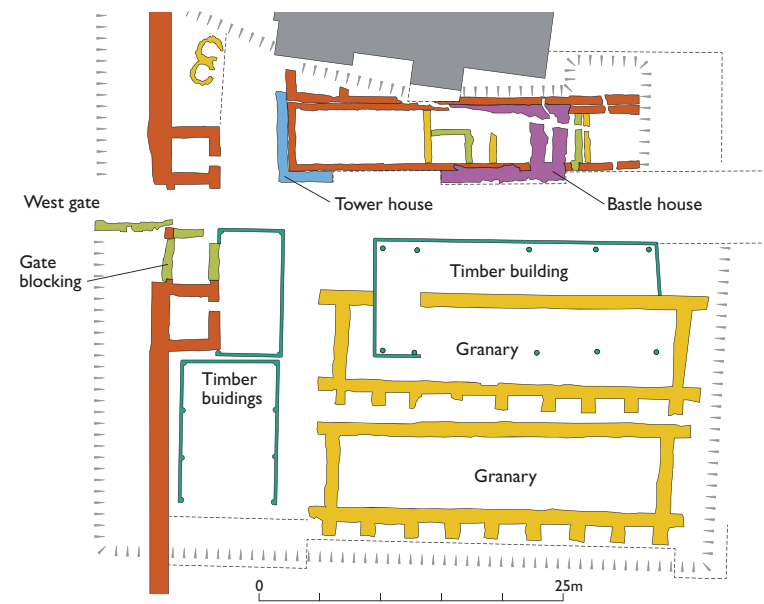 West gate
Tower house
Bastle house
Gate
blocking
Timber building
Granary
Timber
buidings
Granary
0
25m